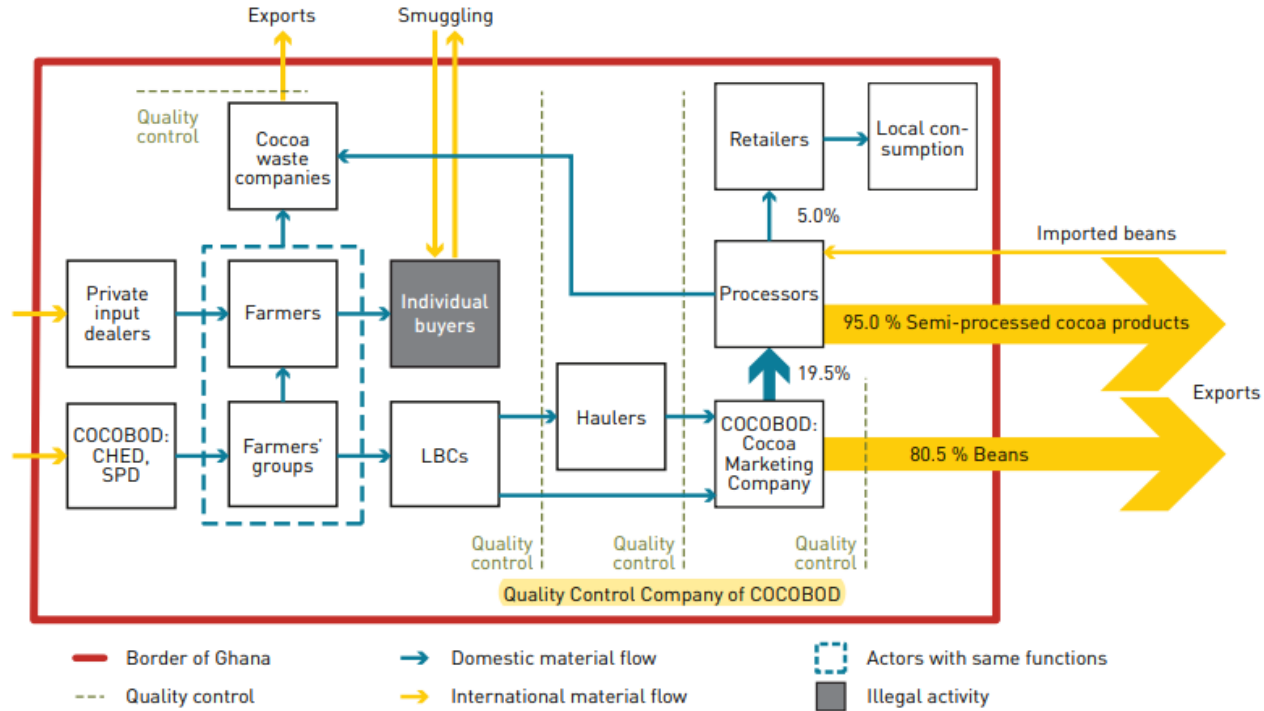 Exports
Smuggling
Quality
control
Cocoa
waste
companies
Retailers
Local con-
sumption
5.0%
Imported beans
Private
input
dealers
Farmers
Individual
buyers
Processors
95.0 % Semi-processed cocoa products
19.5%
Exports
COCOBOD:
CHED,
SPD
Farmers'
groups
LBCs
Haulers
COCOBOD:
Cocoa
Marketing
Company
80.5 % Beans
Quality
control
Quality
control
Quality
control
Quality Control Company of COCOBOD
Border of Ghana
Domestic material flow
Actors with same functions
Quality control
International material flow
Illegal activity